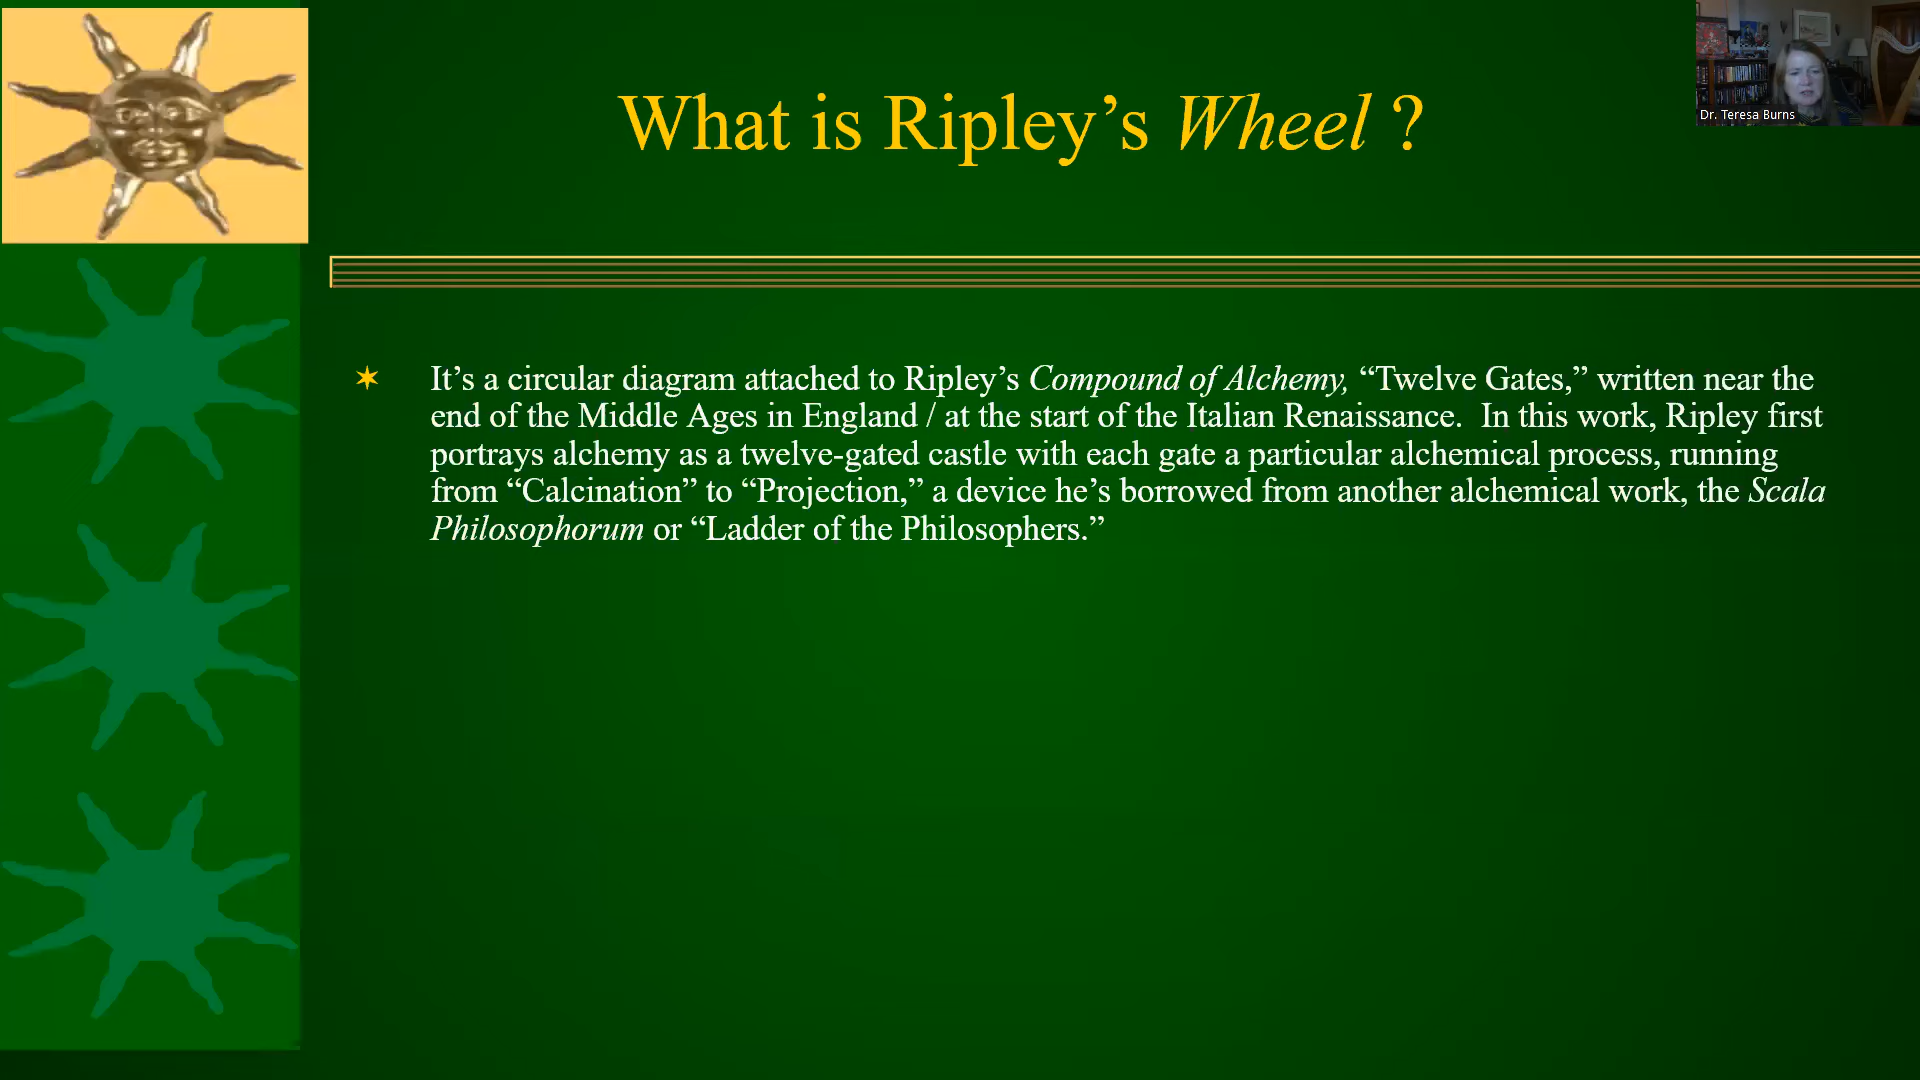 What is Ripley’s Wheel ?
Dr. Teresa Burns
It’s a circular diagram attached to Ripley’s Compound of Alchemy, “Twelve Gates,” written near the
end of the Middle Ages in England / at the start of the Italian Renaissance.  In this work, Ripley first
portrays alchemy as a twelve-gated castle with each gate a particular alchemical process, running
from “Calcination” to “Projection,” a device he’s borrowed from another alchemical work, the Scala
Philosophorum or “Ladder of the Philosophers.”